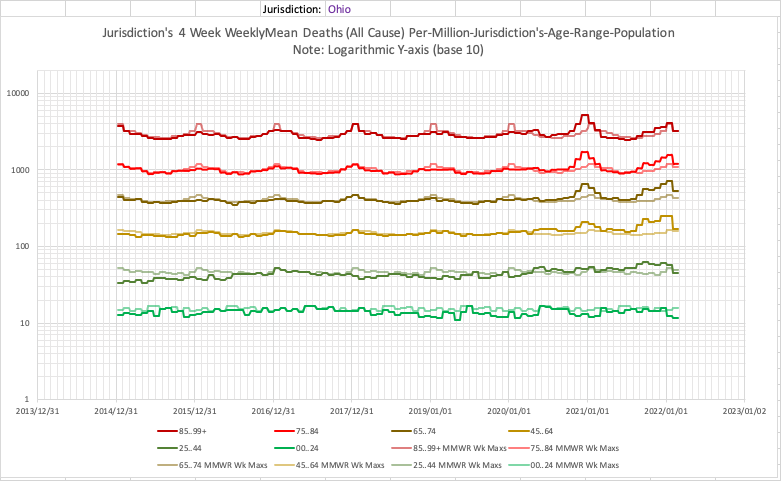 Jurisdiction: Ohio
Jurisdiction's 4 Week WeeklyMean Deaths (All Cause) Per-Million-Jurisdiction's-Age-Range-Population
Note: Logarithmic Y-axis (base 10)
10000
1000
100
10
1
2013/12/31 2014/12/31 2015/12/31 2016/12/31 2017/12/31 2019/01/01 2020/01/01 2021/01/01 2022/01/01 2023/01/02
85..99+ 75..84 65..74 45..64
25..44 00..24 85..99+ MMWR Wk Maxs 75..84 MMWR Wk Maxs
65..74 MMWR Wk Maxs 45..64 MMWR Wk Maxs 25..44 MMWR Wk Maxs 00..24 MMWR Wk Maxs